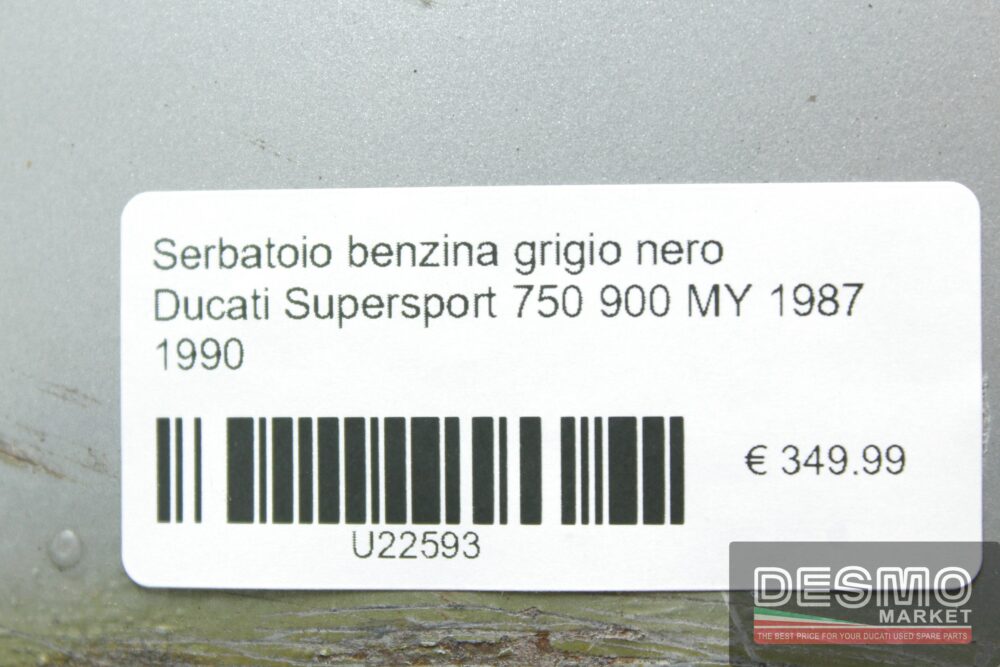 Serbatoio benzina grigio nero
Ducati Supersport 750 900 MY 1987
1990
€ 349.99
U22593
DESMO
MARKET
THE BEST PRICE FOR YOUR DUCATI USED SPARE PARTS